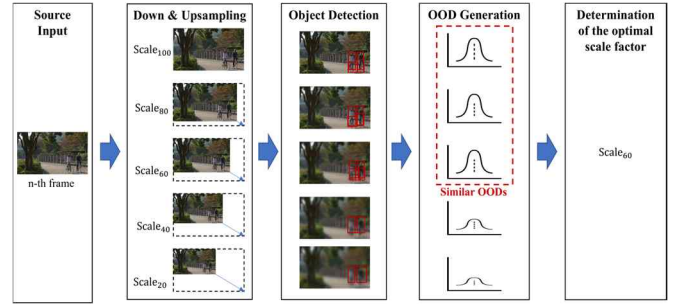 Source
Input
n-th frame
Down & Upsampling
Scale100
Scale80
Scale60
Scale40
Scale20
Object Detection
OOD Generation
Similar OODs
Determination
of the optimal
scale factor
Scale60